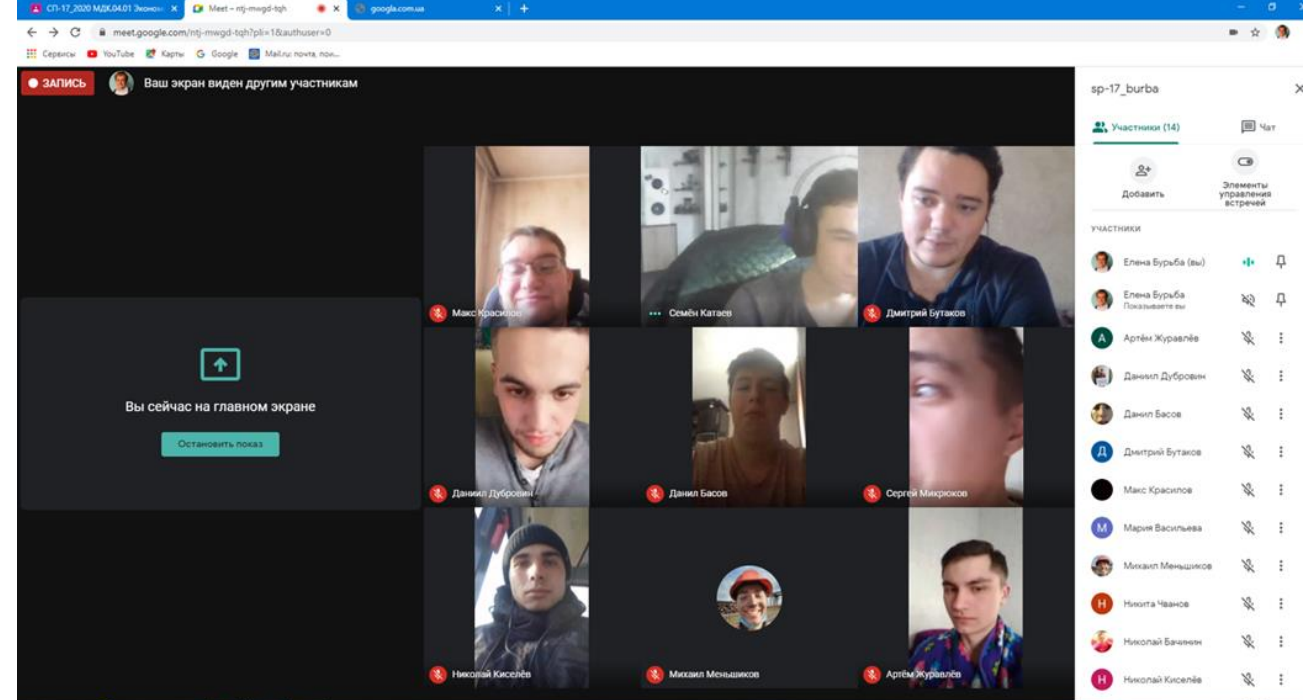 СП-17_2020 МДК.04.01 Эконом
Meet – ntj-mwgd-tqh
googla.com.ua
meet.google.com/ntj-mwgd-tqh?pli=1&authuser=0
Сервисы
YouTube
Карты
Google
Mail.ru: почта, пои...
ЗАПИСЬ
Ваш экран виден другим участникам
Вы сейчас на главном экране
Остановить показ
Макс Красилов
Семён Катаев
Дмитрий Бутаков
Даниил Дубровин
Данил Басов
Сергей Микрюков
Николай Киселёв
Михаил Меньшиков
Артём Журавлёв
sp-17_burba
Участники (14)
Чат
Добавить
Элементы
управления
встречей
УЧАСТНИКИ
Елена Бурьба (вы)
Елена Бурьба
Показываете вы
А
Артём Журавлёв
Даниил Дубровин
Данил Басов
Д
Дмитрий Бутаков
Макс Красилов
М
Мария Васильева
Михаил Меньшиков
Н
Никита Чванов
Николай Бачинин
Н
Николай Киселёв